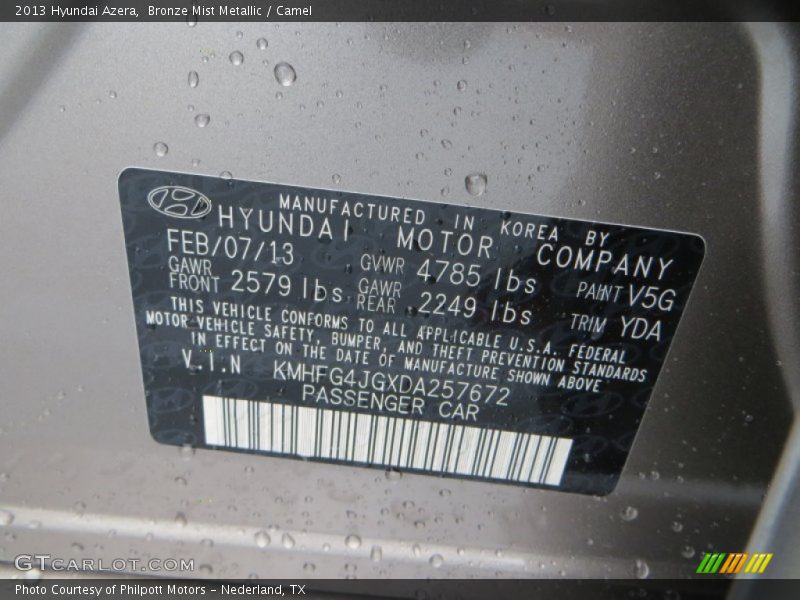 2013 Hyundai Azera, Bronze Mist Metallic / Camel
MANUFACTURED IN KOREA BY
HYUNDAI MOTOR COMPANY
FEB/07/13 GVWR 4785 lbs PAINT V5G
GAWR FRONT 2579 lbs GAWR REAR 2249 lbs TRIM YDA
THIS VEHICLE CONFORMS TO ALL APPLICABLE U.S.A. FEDERAL
MOTOR VEHICLE SAFETY, BUMPER, AND THEFT PREVENTION STANDARDS
IN EFFECT ON THE DATE OF MANUFACTURE SHOWN ABOVE
V.I.N KMHFG4JGXDA257672
PASSENGER CAR
GTCARLOT.COM
Photo Courtesy of Philpott Motors - Nederland, TX